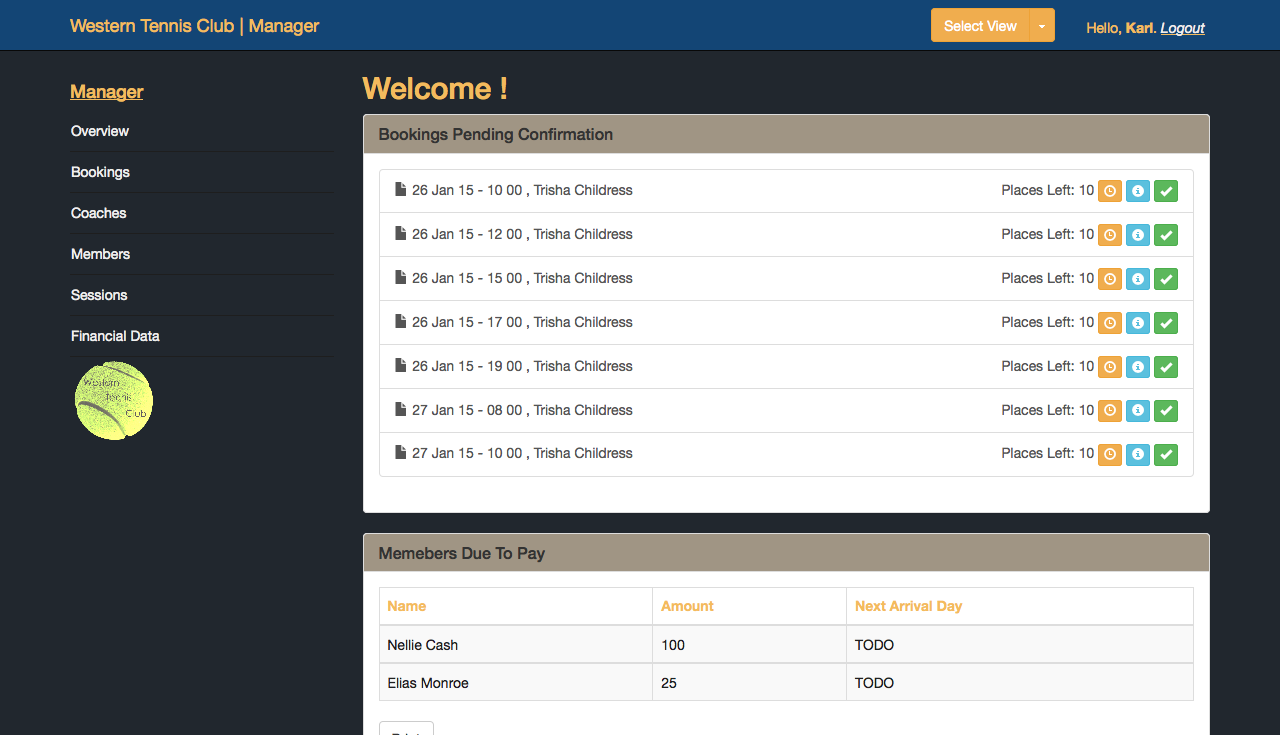 Western Tennis Club | Manager
Select View
Hello, Karl. Logout
Manager
Overview
Bookings
Coaches
Members
Sessions
Financial Data
Western
Tennis
Club
Welcome !
Bookings Pending Confirmation
26 Jan 15 - 10 00 , Trisha Childress Places Left: 10
26 Jan 15 - 12 00 , Trisha Childress Places Left: 10
26 Jan 15 - 15 00 , Trisha Childress Places Left: 10
26 Jan 15 - 17 00 , Trisha Childress Places Left: 10
26 Jan 15 - 19 00 , Trisha Childress Places Left: 10
27 Jan 15 - 08 00 , Trisha Childress Places Left: 10
27 Jan 15 - 10 00 , Trisha Childress Places Left: 10
Memebers Due To Pay
Name Amount Next Arrival Day
Nellie Cash 100 TODO
Elias Monroe 25 TODO